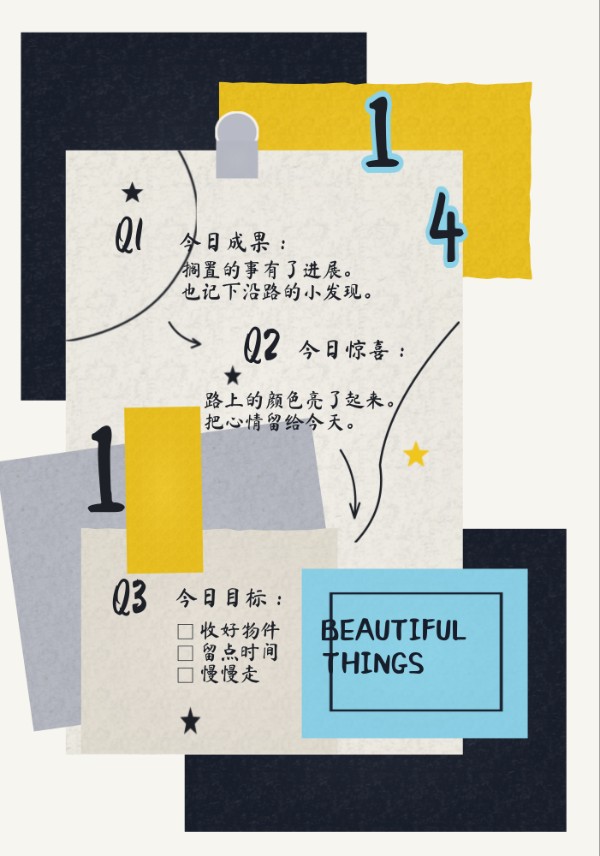 1
4
Q1
今日成果：
搁置的事有了进展。
也记下沿路的小发现。
Q2
今日惊喜：
路上的颜色亮了起来。
把心情留给今天。
1
Q3
今日目标：
□ 收好物件
□ 留点时间
□ 慢慢走
BEAUTIFUL
THINGS